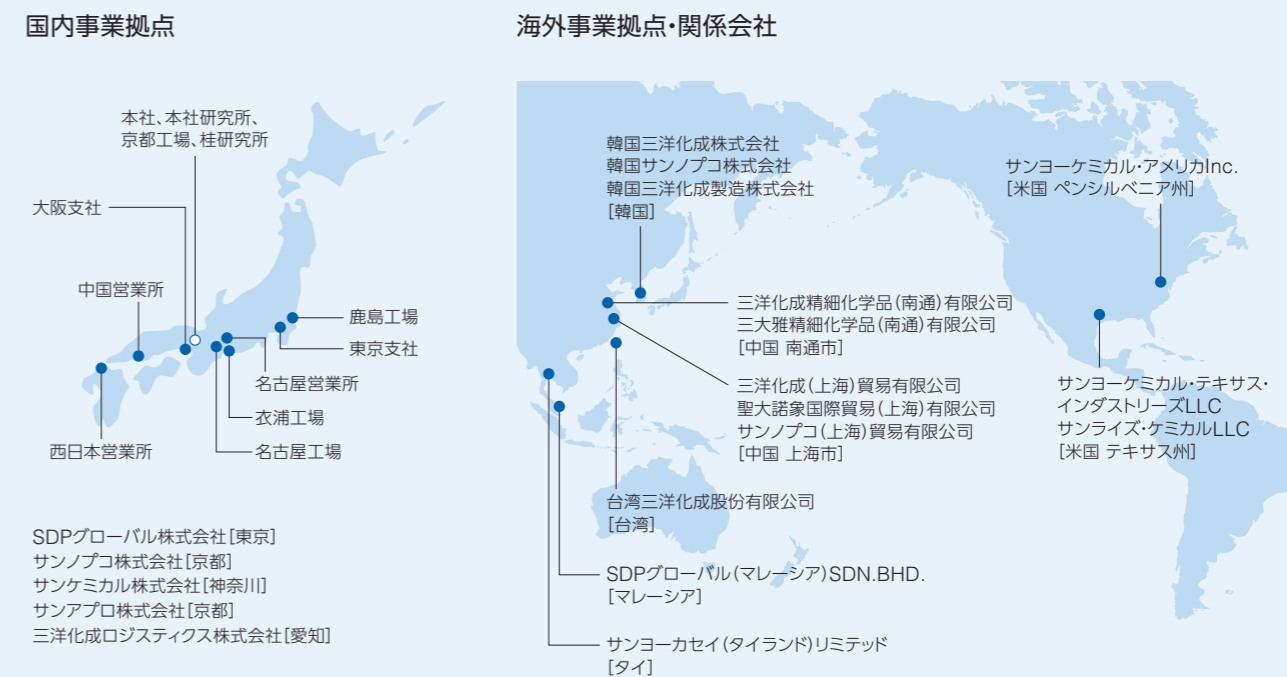 国内事業拠点
本社、本社研究所、
京都工場、桂研究所
大阪支社
中国営業所
鹿島工場
東京支社
名古屋営業所
衣浦工場
西日本営業所
名古屋工場
SDPグローバル株式会社[東京]
サンノプコ株式会社[京都]
サンケミカル株式会社[神奈川]
サンアプロ株式会社[京都]
三洋化成ロジスティクス株式会社[愛知]
海外事業拠点・関係会社
韓国三洋化成株式会社
韓国サンノプコ株式会社
韓国三洋化成製造株式会社
[韓国]
サンヨーケミカル・アメリカInc.
[米国 ペンシルベニア州]
三洋化成精細化学品(南通)有限公司
三大雅精細化学品(南通)有限公司
[中国 南通市]
三洋化成(上海)貿易有限公司
聖大諾象国際貿易(上海)有限公司
サンノプコ(上海)貿易有限公司
[中国 上海市]
サンヨーケミカル・テキサス・
インダストリーズLLC
サンライズ・ケミカルLLC
[米国 テキサス州]
台湾三洋化成股份有限公司
[台湾]
SDPグローバル(マレーシア)SDN.BHD.
[マレーシア]
サンヨーカセイ(タイランド)リミテッド
[タイ]